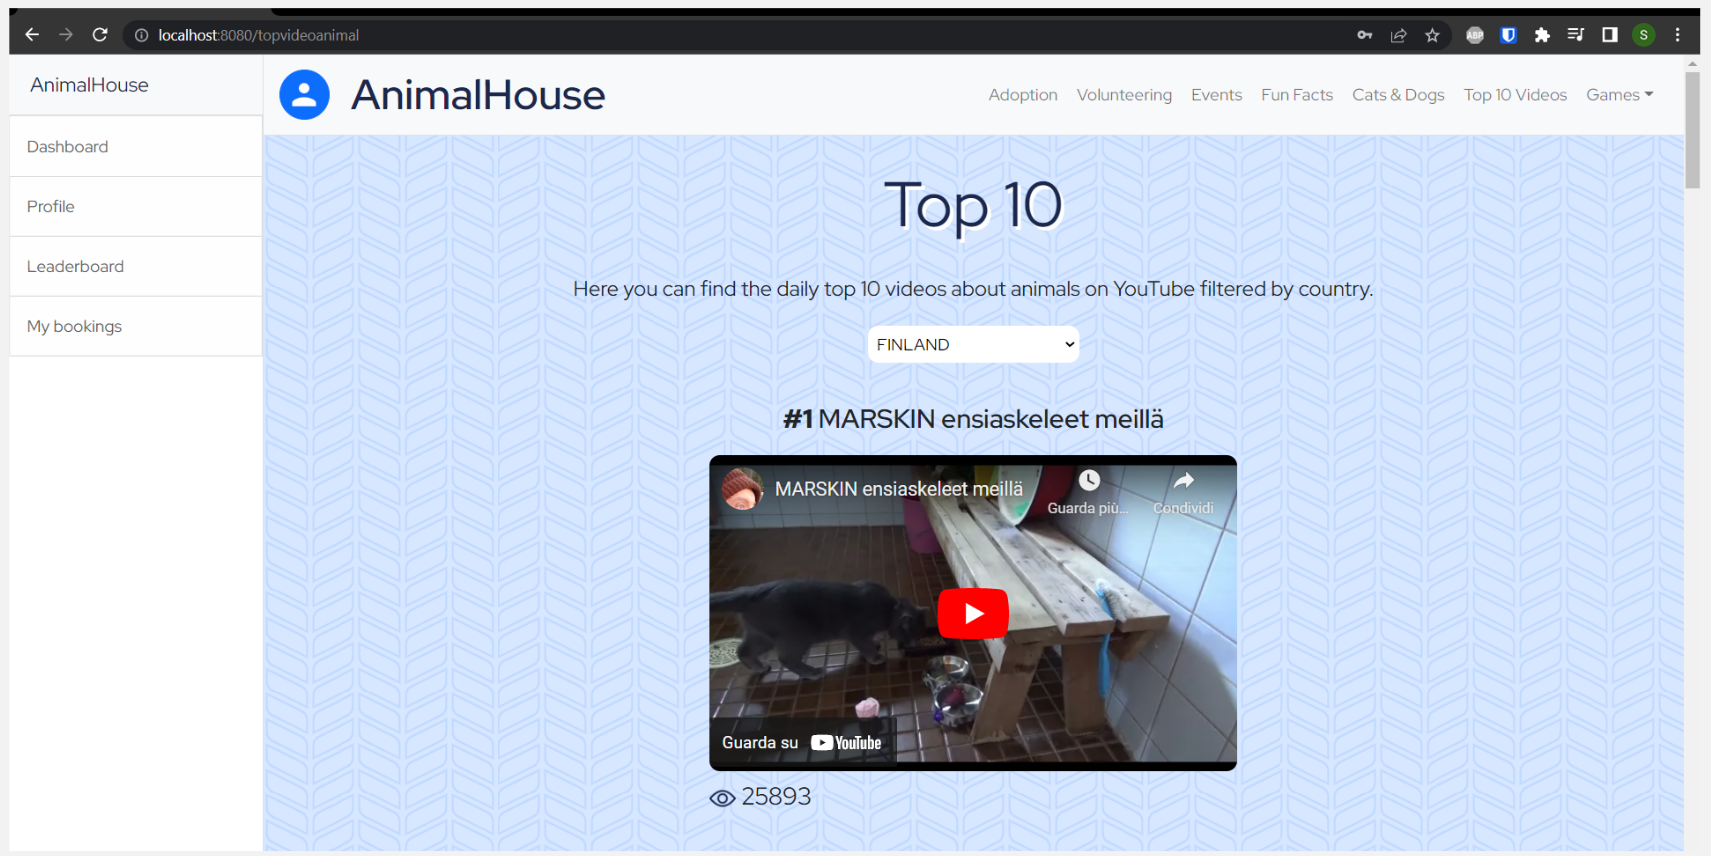 localhost:8080/topvideoanimal
ABP
S
AnimalHouse
Dashboard
Profile
Leaderboard
My bookings
AnimalHouse
Adoption
Volunteering
Events
Fun Facts
Cats & Dogs
Top 10 Videos
Games
Top 10
Here you can find the daily top 10 videos about animals on YouTube filtered by country.
FINLAND
#1 MARSKIN ensiaskeleet meillä
MARSKIN ensiaskeleet meillä
Guarda più...
Condividi
Guarda su YouTube
25893